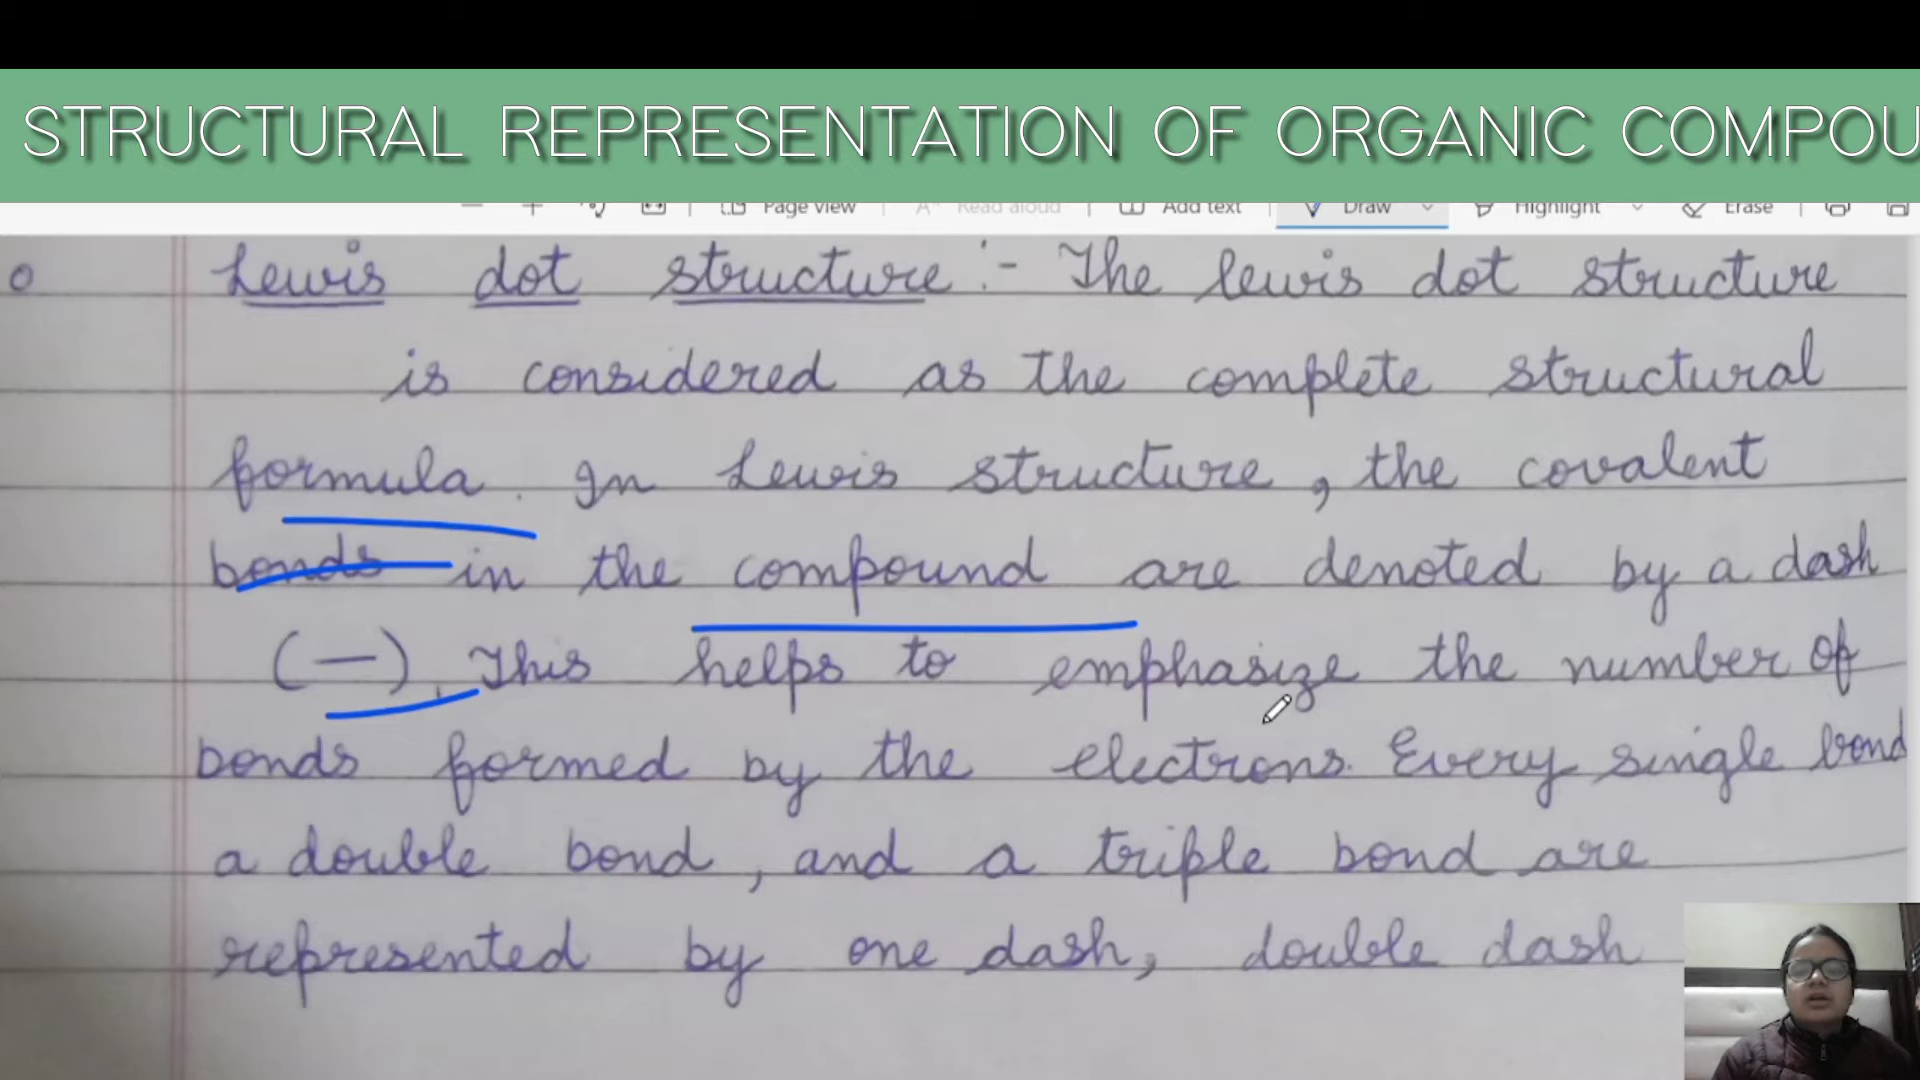 STRUCTURAL REPRESENTATION OF ORGANIC COMPOU
Page view Read aloud Add text Draw Highlight Erase
Lewis dot structure :- The lewis dot structure
is considered as the complete structural
formula. In Lewis structure, the covalent
bonds in the compound are denoted by a dash
(—). This helps to emphasize the number of
bonds formed by the electrons. Every single bond
a double bond, and a triple bond are
represented by one dash, double dash